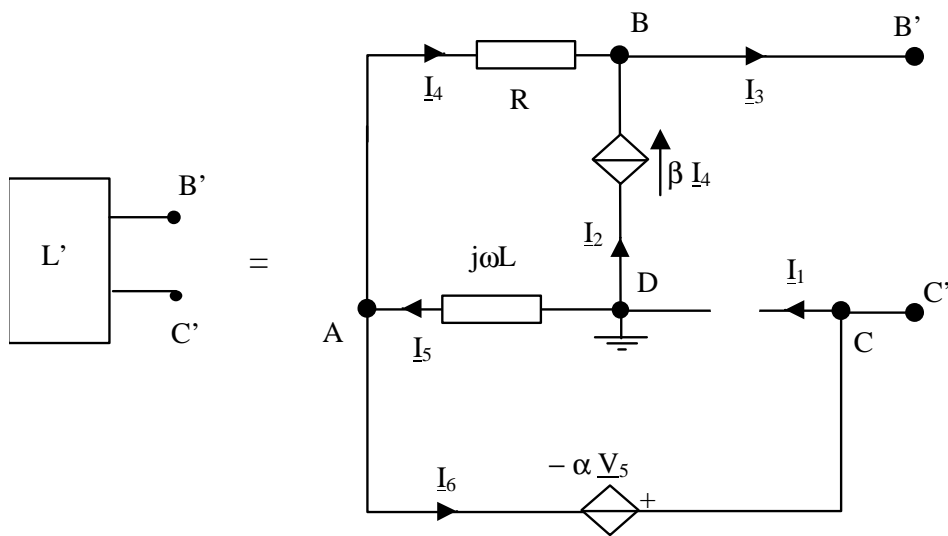 B
B’
I4
R
I3
β I4
B’
L’
=
I2
jωL
D
I1
C’
C’
A
I5
C
− α V5
I6
+